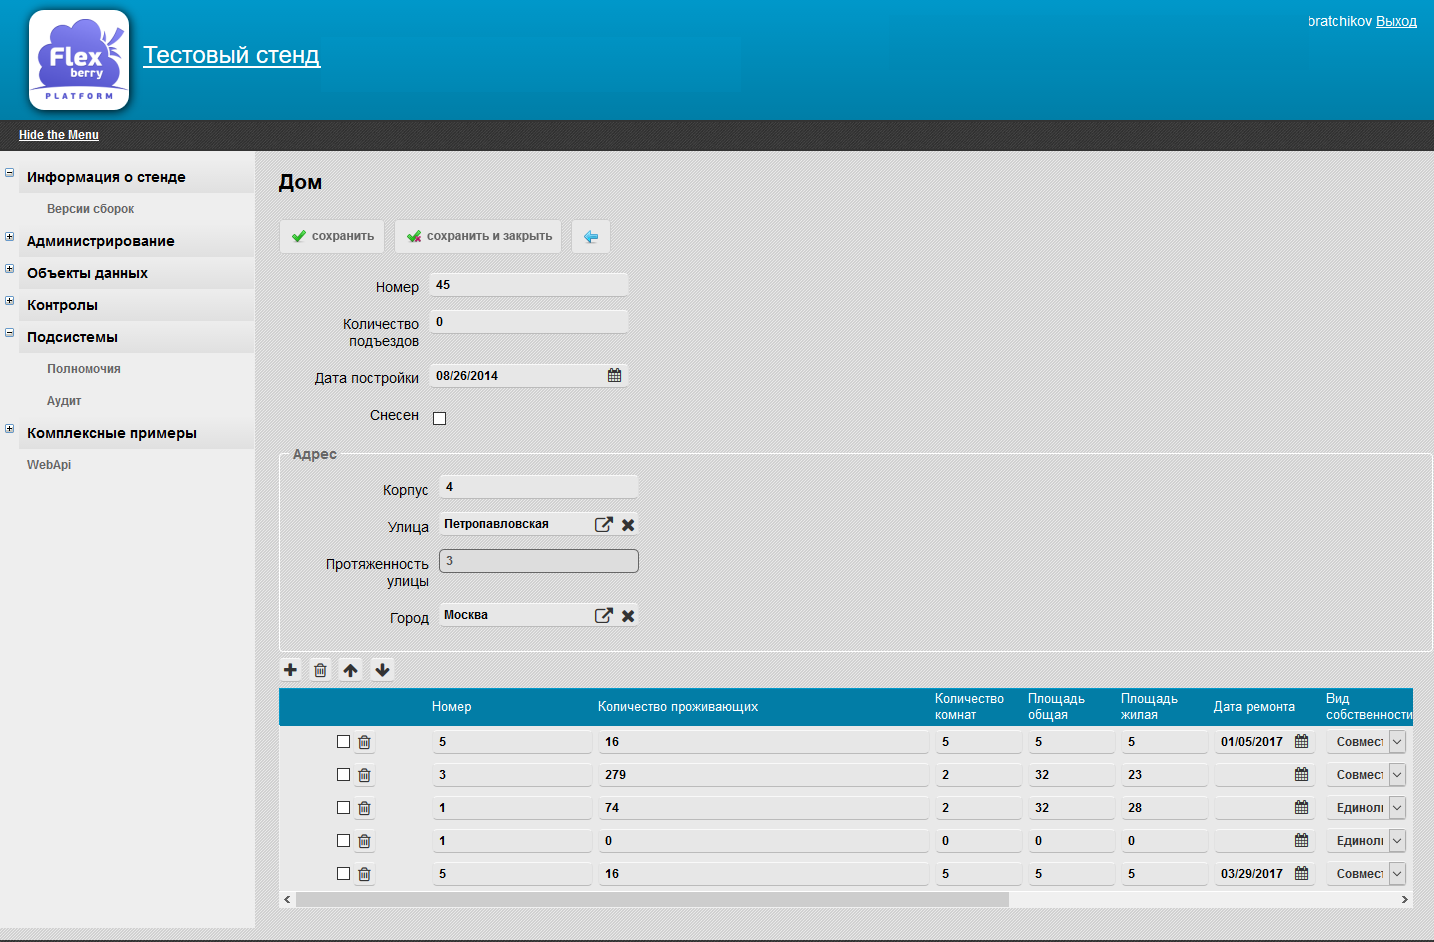 Flex
berry
PLATFORM
Тестовый стенд
bratchikov Выход
Hide the Menu
Информация о стенде
Версии сборок
Администрирование
Объекты данных
Контролы
Подсистемы
Полномочия
Аудит
Комплексные примеры
WebApi
Дом
сохранить
сохранить и закрыть
Номер 45
Количество 0
подъездов
Дата постройки 08/26/2014
Снесен
Адрес
Корпус 4
Улица Петропавловская
Протяженность 3
улицы
Город Москва
Номер Количество проживающих Количество комнат Площадь общая Площадь жилая Дата ремонта Вид собственности
5 16 5 5 5 01/05/2017 Совмест
3 279 2 32 23 Совмест
1 74 2 32 28 Единоли
1 0 0 0 0 Единоли
5 16 5 5 5 03/29/2017 Совмест